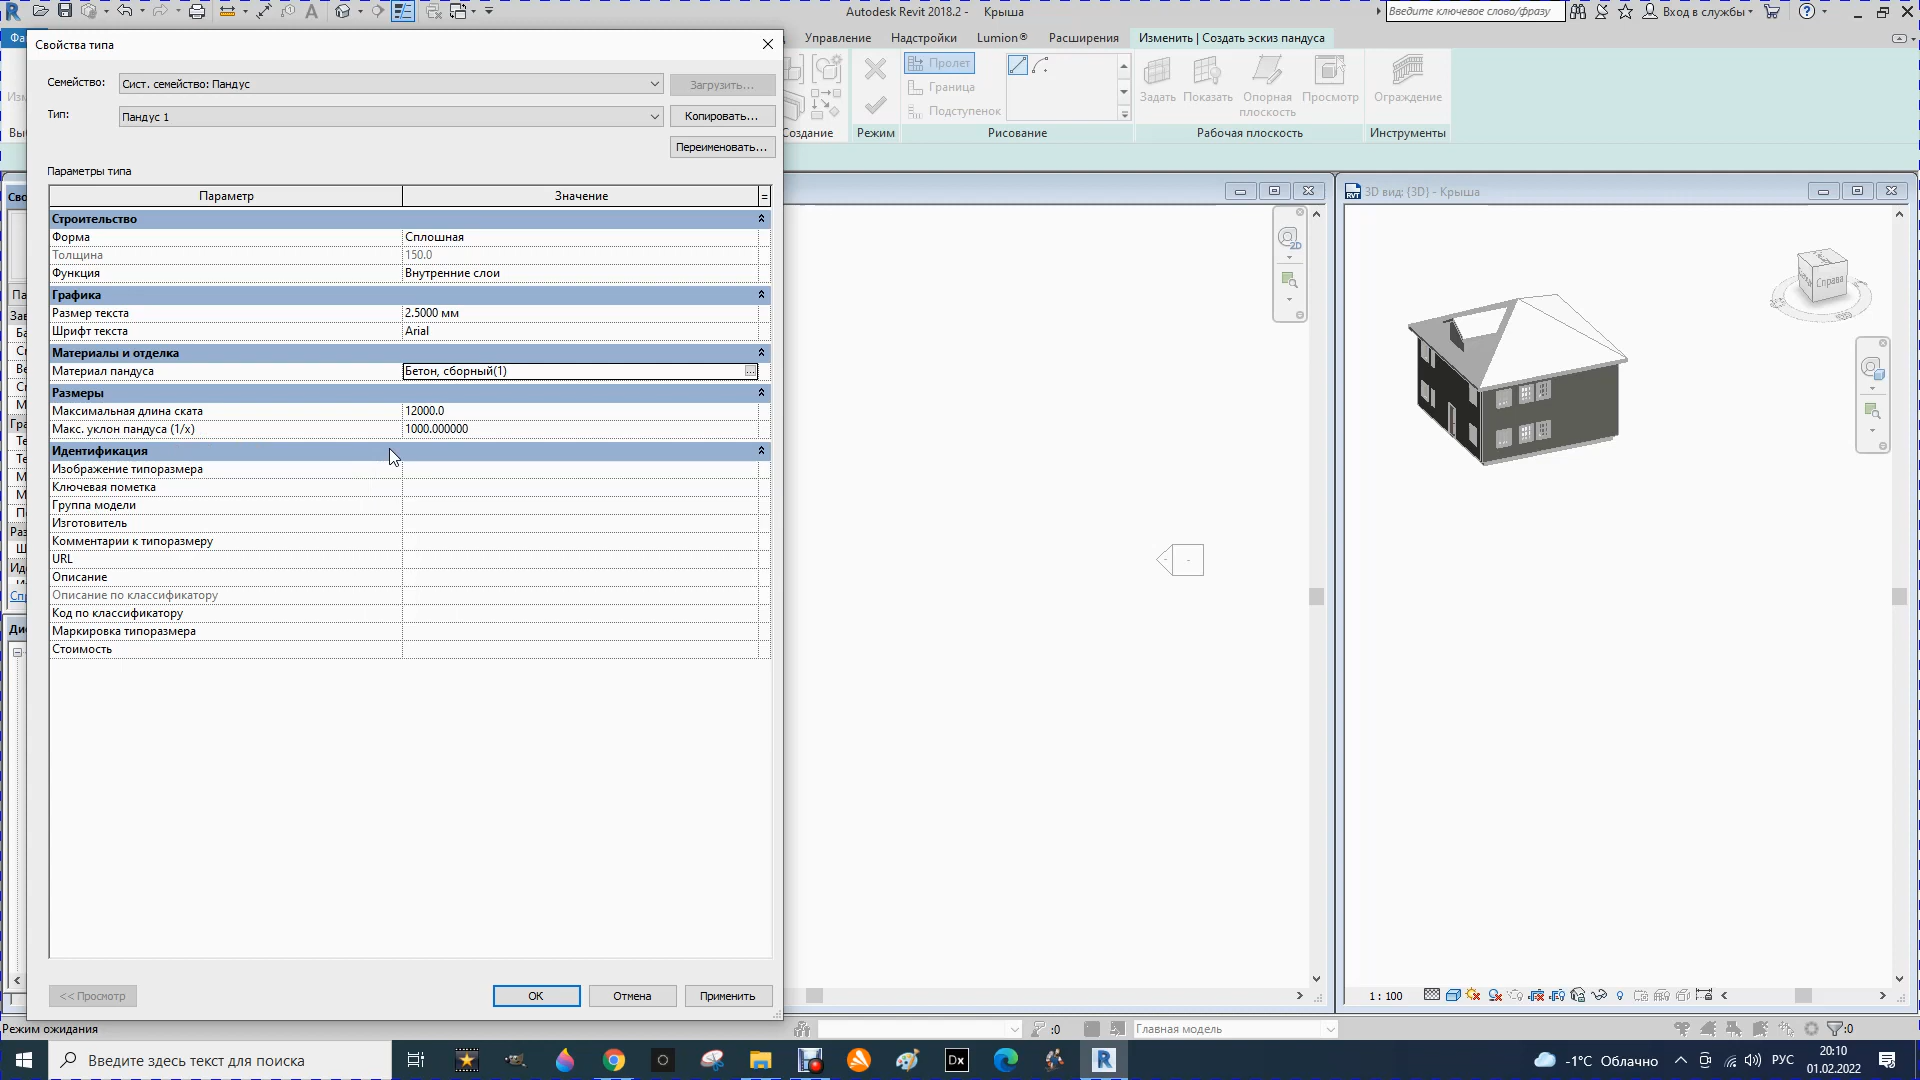 Autodesk Revit 2018.2 - Крыша
Введите ключевое слово/фразу
Вход в службы
Фа
Управление
Надстройки
Lumion®
Расширения
Изменить | Создать эскиз пандуса
Свойства типа
Семейство:
Сист. семейство: Пандус
Загрузить...
Тип:
Пандус 1
Копировать...
Переименовать...
Пролет
Граница
Подступенок
Задать
Показать
Опорная плоскость
Просмотр
Ограждение
Создание
Режим
Рисование
Рабочая плоскость
Инструменты
Параметры типа
Параметр
Значение
=
Строительство
Форма
Сплошная
Толщина
150.0
Функция
Внутренние слои
Графика
Размер текста
2.5000 мм
Шрифт текста
Arial
Материалы и отделка
Материал пандуса
Бетон, сборный(1)
Размеры
Максимальная длина ската
12000.0
Макс. уклон пандуса (1/x)
1000.000000
Идентификация
Изображение типоразмера
Ключевая пометка
Группа модели
Изготовитель
Комментарии к типоразмеру
URL
Описание
Описание по классификатору
Код по классификатору
Маркировка типоразмера
Стоимость
<< Просмотр
ОК
Отмена
Применить
3D вид: {3D} - Крыша
2D
Справа
1 : 100
Режим ожидания
:0
Главная модель
:0
Введите здесь текст для поиска
Dx
-1°C Облачно
РУС
20:10
01.02.2022